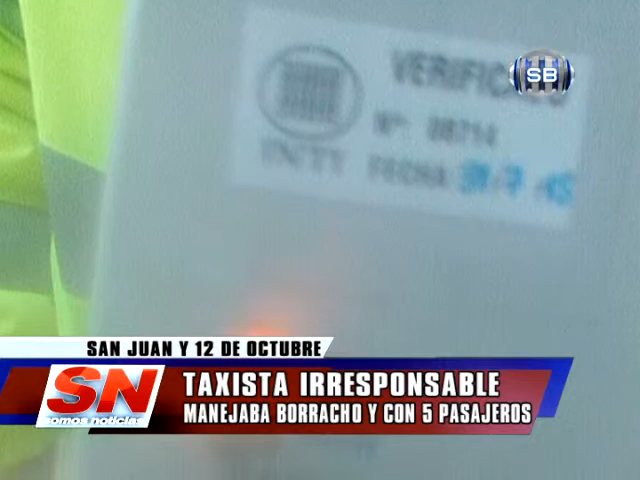 VERIFIC
SB
Nº: 08714
INTI
FECHA
SAN JUAN Y 12 DE OCTUBRE
SN
somos noticias
TAXISTA IRRESPONSABLE
MANEJABA BORRACHO Y CON 5 PASAJEROS